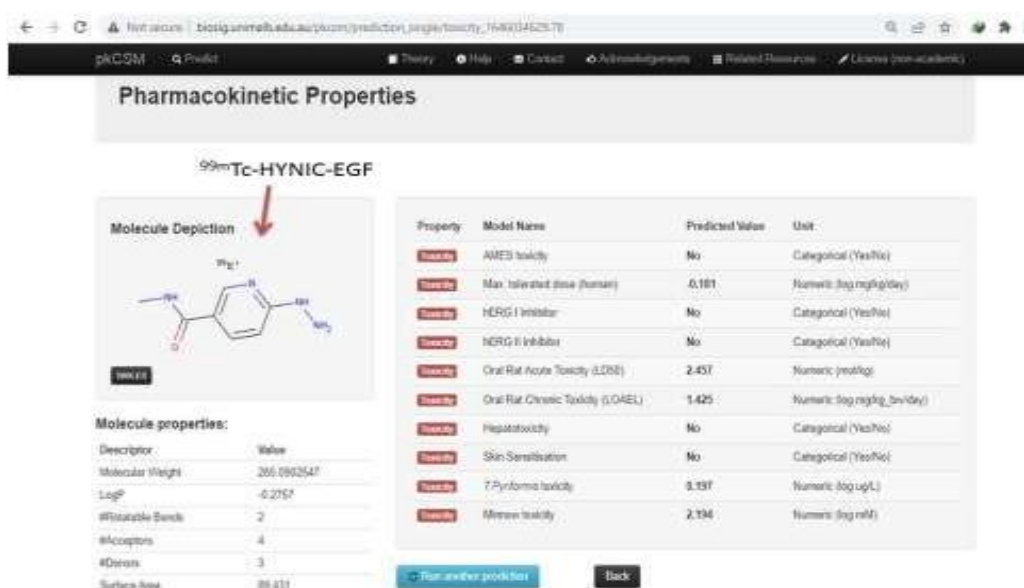 Not secure | biosig.unimelb.edu.au/pkcsm/prediction_single/toxicity_
pkCSM Predict Theory Help Contact Acknowledgements Related Resources License (non-academic)
Pharmacokinetic Properties
99mTc-HYNIC-EGF
Molecule Depiction
NH
N
NH
NH₂
O
SMILES
Molecule properties:
Descriptor Value
Molecular Weight
LogP -0.2757
#Rotatable Bonds 2
#Acceptors 4
#Donors 3
Surface Area 89.431
Property Model Name Predicted Value Unit
Toxicity AMES toxicity No Categorical (Yes/No)
Toxicity Max. tolerated dose (human) Numeric (log mg/kg/day)
Toxicity hERG I inhibitor No Categorical (Yes/No)
Toxicity hERG II inhibitor No Categorical (Yes/No)
Toxicity Oral Rat Acute Toxicity (LD50) 2.457 Numeric (mol/kg)
Toxicity Oral Rat Chronic Toxicity (LOAEL) 1.425 Numeric (log mg/kg_bw/day)
Toxicity Hepatotoxicity No Categorical (Yes/No)
Toxicity Skin Sensitisation No Categorical (Yes/No)
Toxicity T.Pyriformis toxicity 0.197 Numeric (log ug/L)
Toxicity Minnow toxicity 2.194 Numeric (log mM)
Run another prediction Back